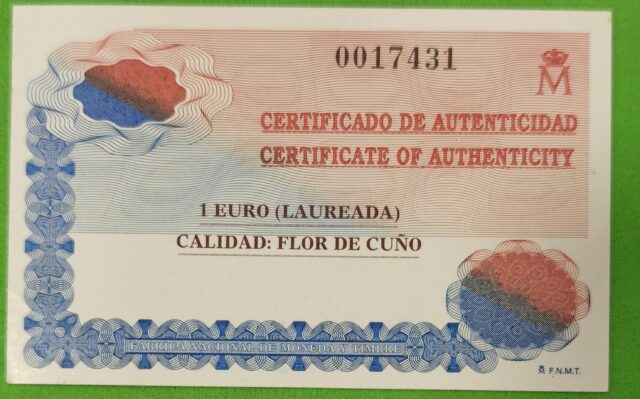 0017431
M
CERTIFICADO DE AUTENTICIDAD
CERTIFICATE OF AUTHENTICITY
1 EURO (LAUREADA)
CALIDAD: FLOR DE CUÑO
FABRICA NACIONAL DE MONEDA Y TIMBRE
M F.N.M.T.